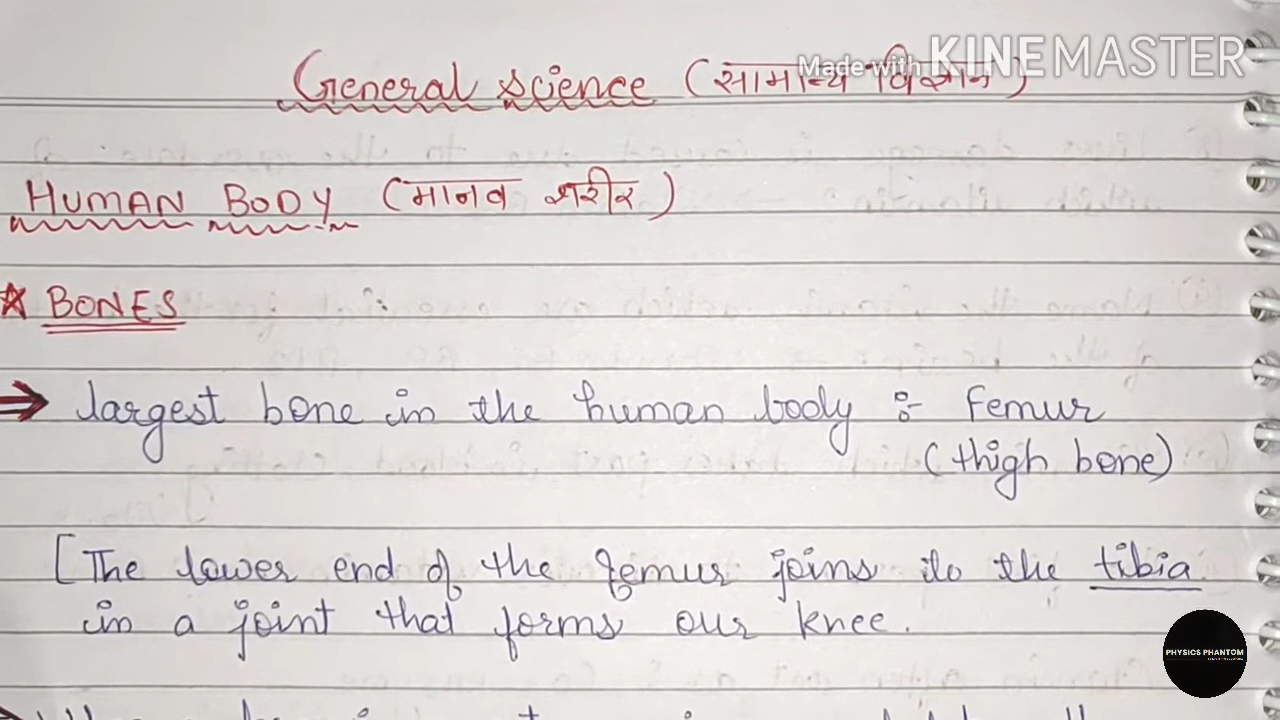 General Science (सामान्य विज्ञान)
Made with KINEMASTER
HUMAN BODY (मानव शरीर)
BONES
largest bone in the human body :- Femur
(thigh bone)
[The lower end of the femur joins to the tibia
in a joint that forms our knee.
PHYSICS PHANTOM